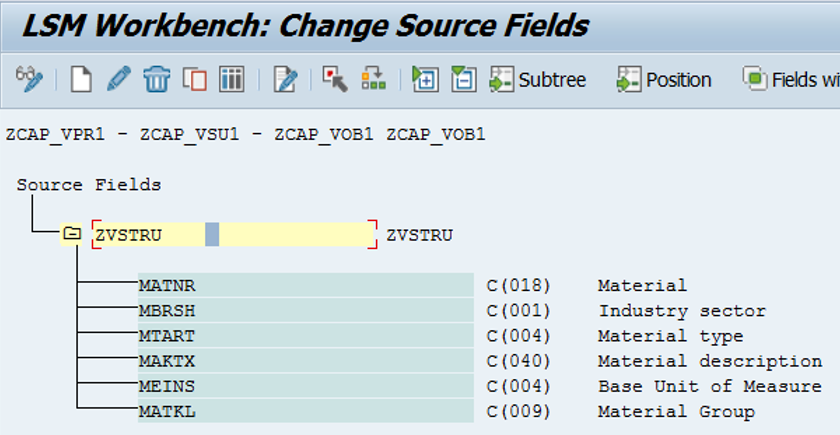 LSM Workbench: Change Source Fields
Subtree Position Fields wi
ZCAP_VPR1 - ZCAP_VSU1 - ZCAP_VOB1 ZCAP_VOB1
Source Fields
ZVSTRU ZVSTRU
MATNR C(018) Material
MBRSH C(001) Industry sector
MTART C(004) Material type
MAKTX C(040) Material description
MEINS C(004) Base Unit of Measure
MATKL C(009) Material Group